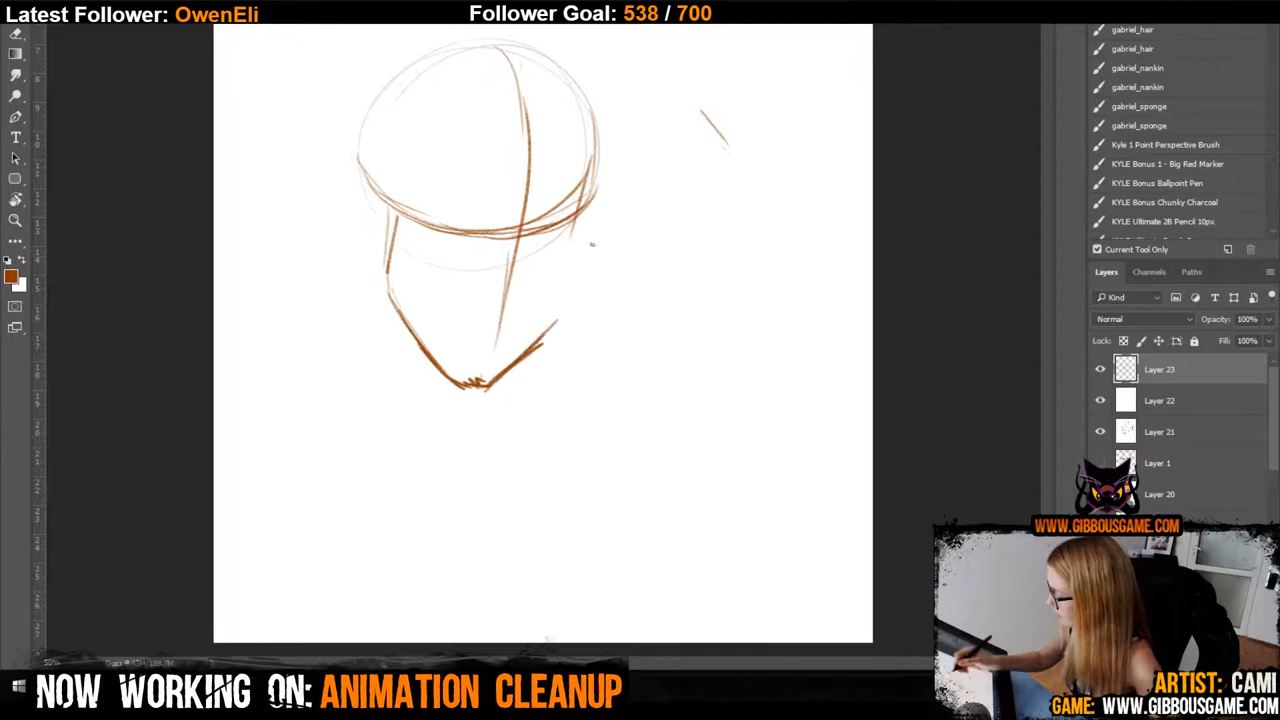 Latest Follower: OwenEli
Follower Goal: 538 / 700
gabriel_hair
gabriel_hair
gabriel_nankin
gabriel_nankin
gabriel_sponge
gabriel_sponge
Kyle 1 Point Perspective Brush
KYLE Bonus 1 - Big Red Marker
KYLE Bonus Ballpoint Pen
KYLE Bonus Chunky Charcoal
KYLE Ultimate 2B Pencil 10px
Current Tool Only
Layers Channels Paths
Kind
Normal Opacity: 100%
Lock: Fill: 100%
Layer 23
Layer 22
Layer 21
Layer 1
Layer 20
WWW.GIBBOUSGAME.COM
50%
NOW WORKING ON: ANIMATION CLEANUP
ARTIST: CAMI
GAME: WWW.GIBBOUSGAME.COM